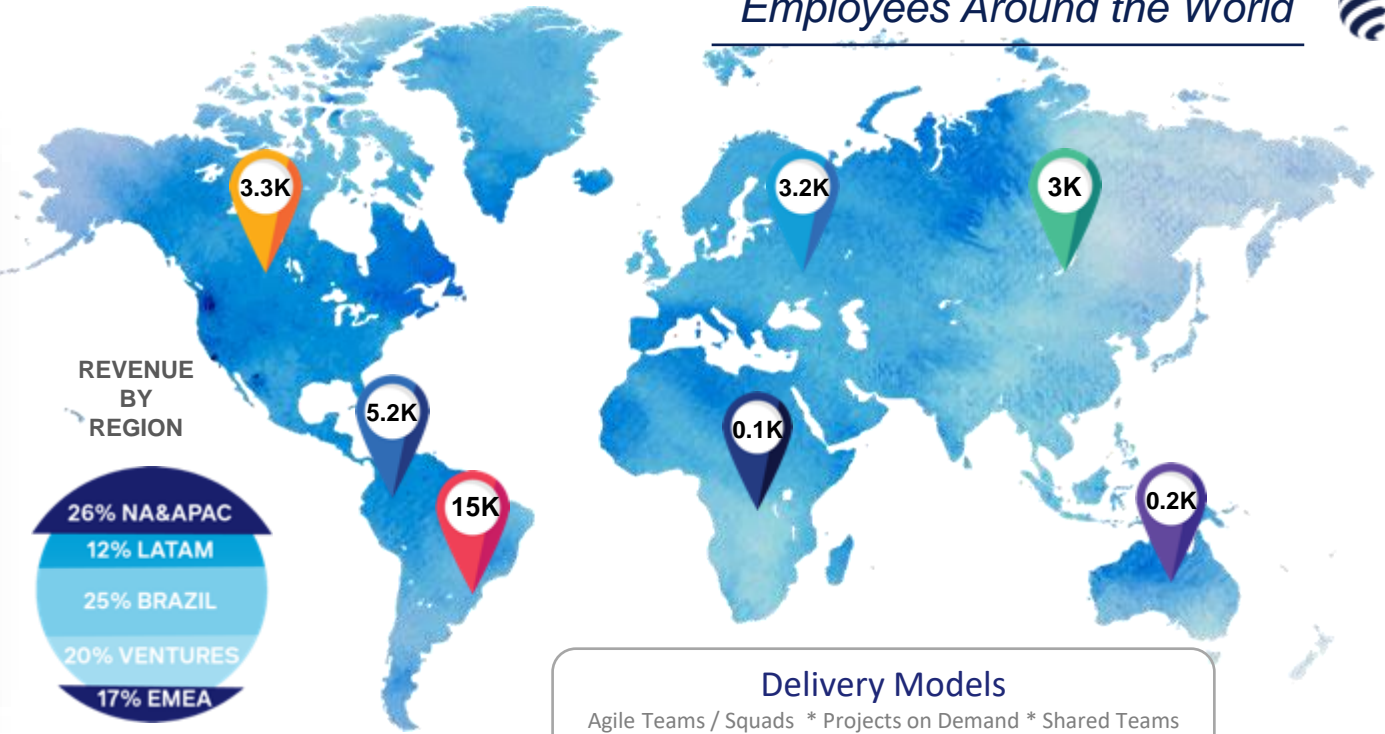 Employees Around the World
3.3K
3.2K
3K
REVENUE
BY
REGION
5.2K
0.1K
15K
0.2K
26% NA&APAC
12% LATAM
25% BRAZIL
20% VENTURES
17% EMEA
Delivery Models
Agile Teams / Squads * Projects on Demand * Shared Teams